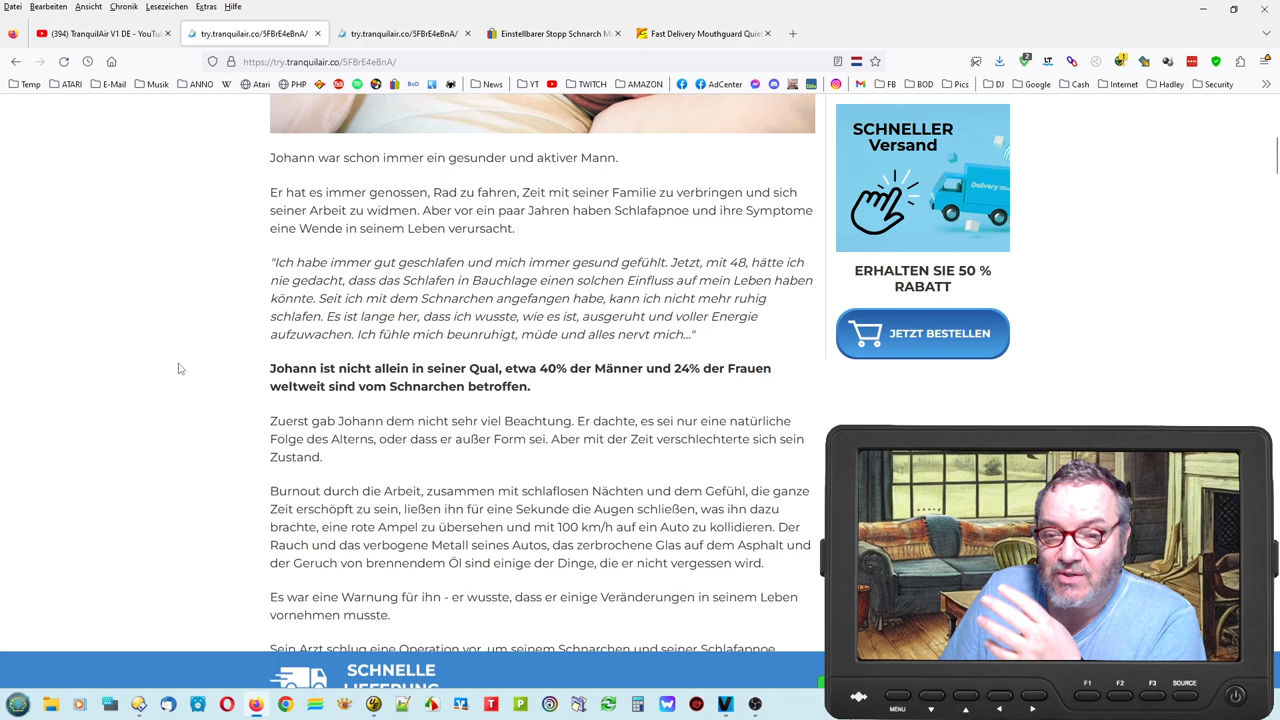 Datei Bearbeiten Ansicht Chronik Lesezeichen Extras Hilfe
(394) TranquilAir V1 DE - YouTu
try.tranquilair.co/5FBrE4eBnA/
try.tranquilair.co/5FBrE4eBnA/
Einstellbarer Stopp Schnarch M
Fast Delivery Mouthguard Quie
https://try.tranquilair.co/5FBrE4eBnA/
Temp ATARI E-Mail Musik ANNO Atari PHP BoD News YT TWITCH AMAZON AdCenter FB BOD Pics DJ Google Cash Internet Hadley Security
SCHNELLER
Versand
Delivery
ERHALTEN SIE 50 %
RABATT
JETZT BESTELLEN
Johann war schon immer ein gesunder und aktiver Mann.
Er hat es immer genossen, Rad zu fahren, Zeit mit seiner Familie zu verbringen und sich
seiner Arbeit zu widmen. Aber vor ein paar Jahren haben Schlafapnoe und ihre Symptome
eine Wende in seinem Leben verursacht.
"Ich habe immer gut geschlafen und mich immer gesund gefühlt. Jetzt, mit 48, hätte ich
nie gedacht, dass das Schlafen in Bauchlage einen solchen Einfluss auf mein Leben haben
könnte. Seit ich mit dem Schnarchen angefangen habe, kann ich nicht mehr ruhig
schlafen. Es ist lange her, dass ich wusste, wie es ist, ausgeruht und voller Energie
aufzuwachen. Ich fühle mich beunruhigt, müde und alles nervt mich..."
Johann ist nicht allein in seiner Qual, etwa 40% der Männer und 24% der Frauen
weltweit sind vom Schnarchen betroffen.
Zuerst gab Johann dem nicht sehr viel Beachtung. Er dachte, es sei nur eine natürliche
Folge des Alterns, oder dass er außer Form sei. Aber mit der Zeit verschlechterte sich sein
Zustand.
Burnout durch die Arbeit, zusammen mit schlaflosen Nächten und dem Gefühl, die ganze
Zeit erschöpft zu sein, ließen ihn für eine Sekunde die Augen schließen, was ihn dazu
brachte, eine rote Ampel zu übersehen und mit 100 km/h auf ein Auto zu kollidieren. Der
Rauch und das verbogene Metall seines Autos, das zerbrochene Glas auf dem Asphalt und
der Geruch von brennendem Öl sind einige der Dinge, die er nicht vergessen wird.
Es war eine Warnung für ihn - er wusste, dass er einige Veränderungen in seinem Leben
vornehmen musste.
Sein Arzt schlug eine Operation vor, um seinem Schnarchen und seiner Schlafapnoe
SCHNELLE
LIEFERUNG
MENU F1 F2 F3 SOURCE